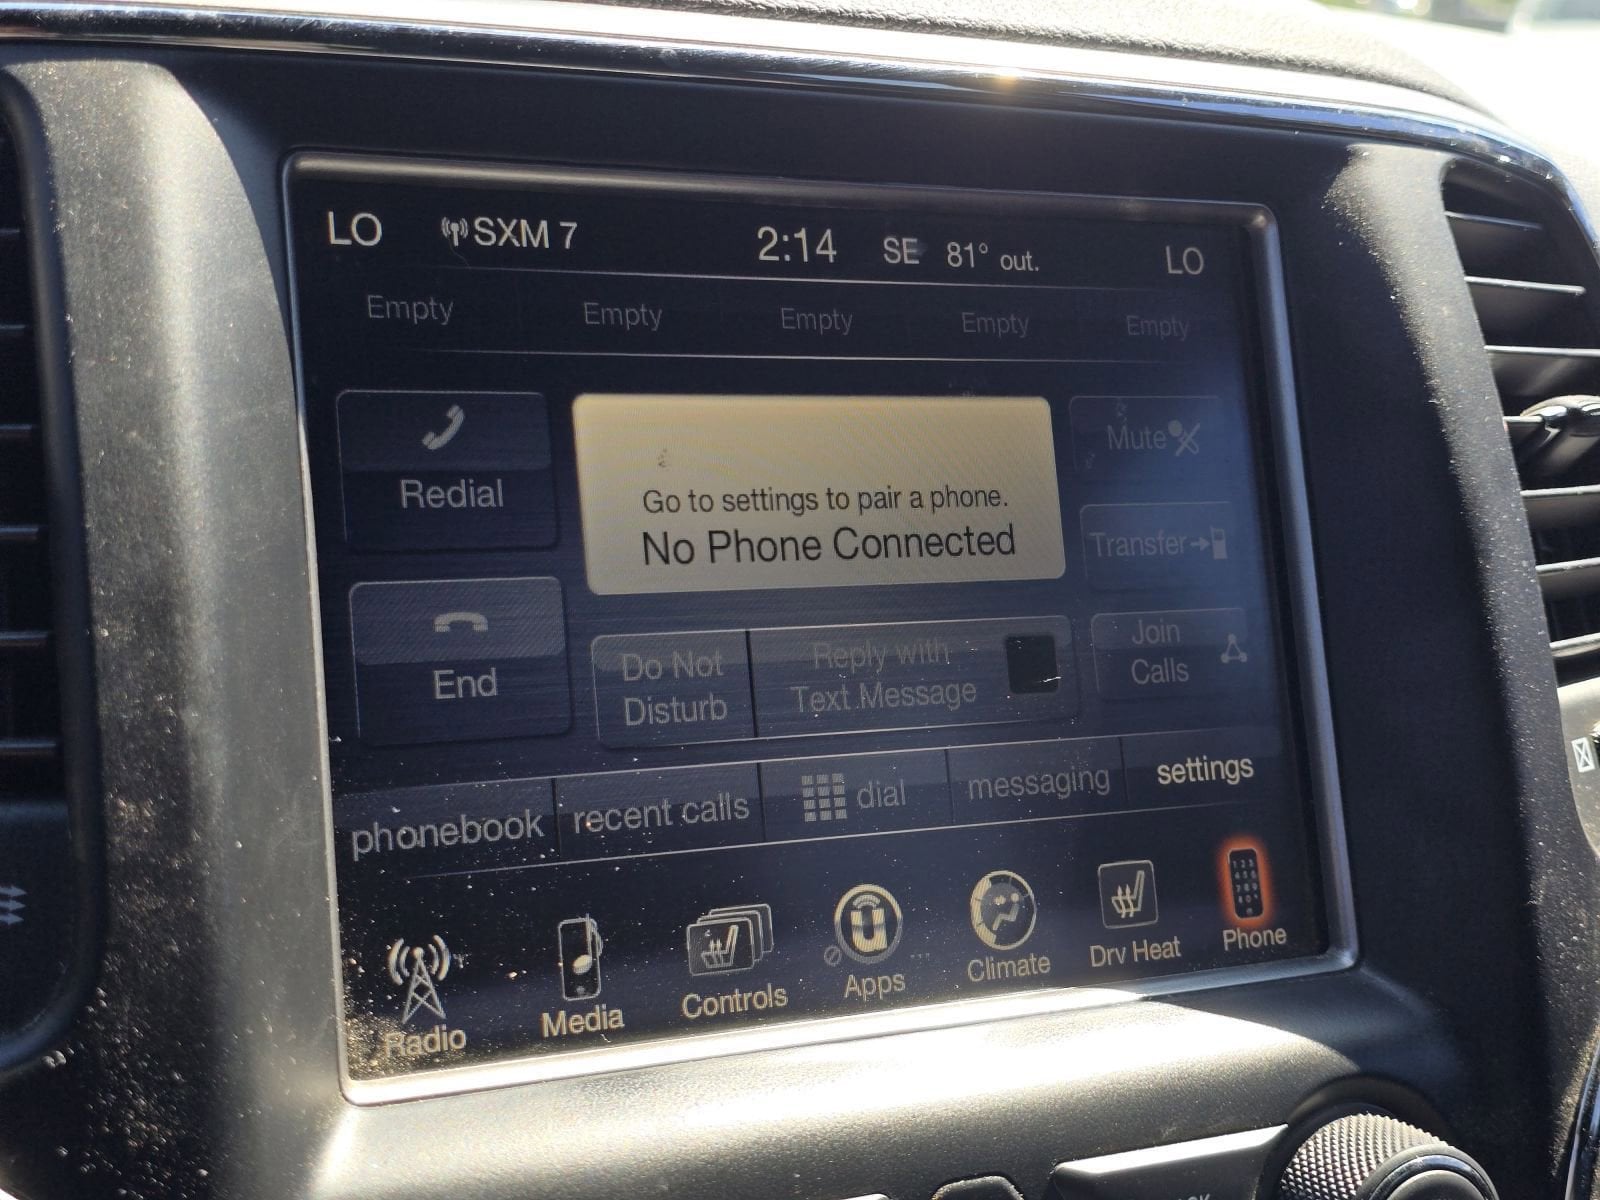 LO SXM 7 2:14 SE 81° out. LO
Empty Empty Empty Empty Empty
Redial
Go to settings to pair a phone.
No Phone Connected
Mute
Transfer
End
Do Not
Disturb
Reply with
Text Message
Join
Calls
phonebook recent calls dial messaging settings
Radio Media Controls Apps Climate Drv Heat Phone